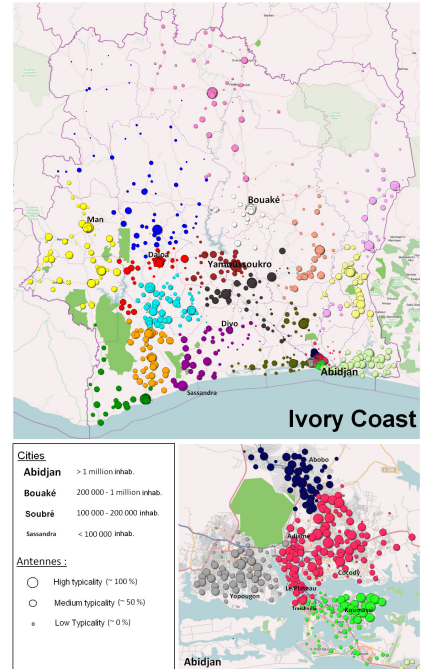 Bouaké
Man
Daloa
Yamoussoukro
Divo
Sassandra
Abidjan
Ivory Coast
Cities
Abidjan > 1 million inhab.
Bouaké 200 000 - 1 million inhab.
Soubré 100 000 - 200 000 inhab.
Sassandra < 100 000 inhab.
Antennes :
High typicality (~ 100 %)
Medium typicality (~ 50 %)
Low Typicality (~ 0 %)
Abobo
Adjamé
Cocody
Yopougon
Le Plateau
Treichville
Koumassi
Abidjan